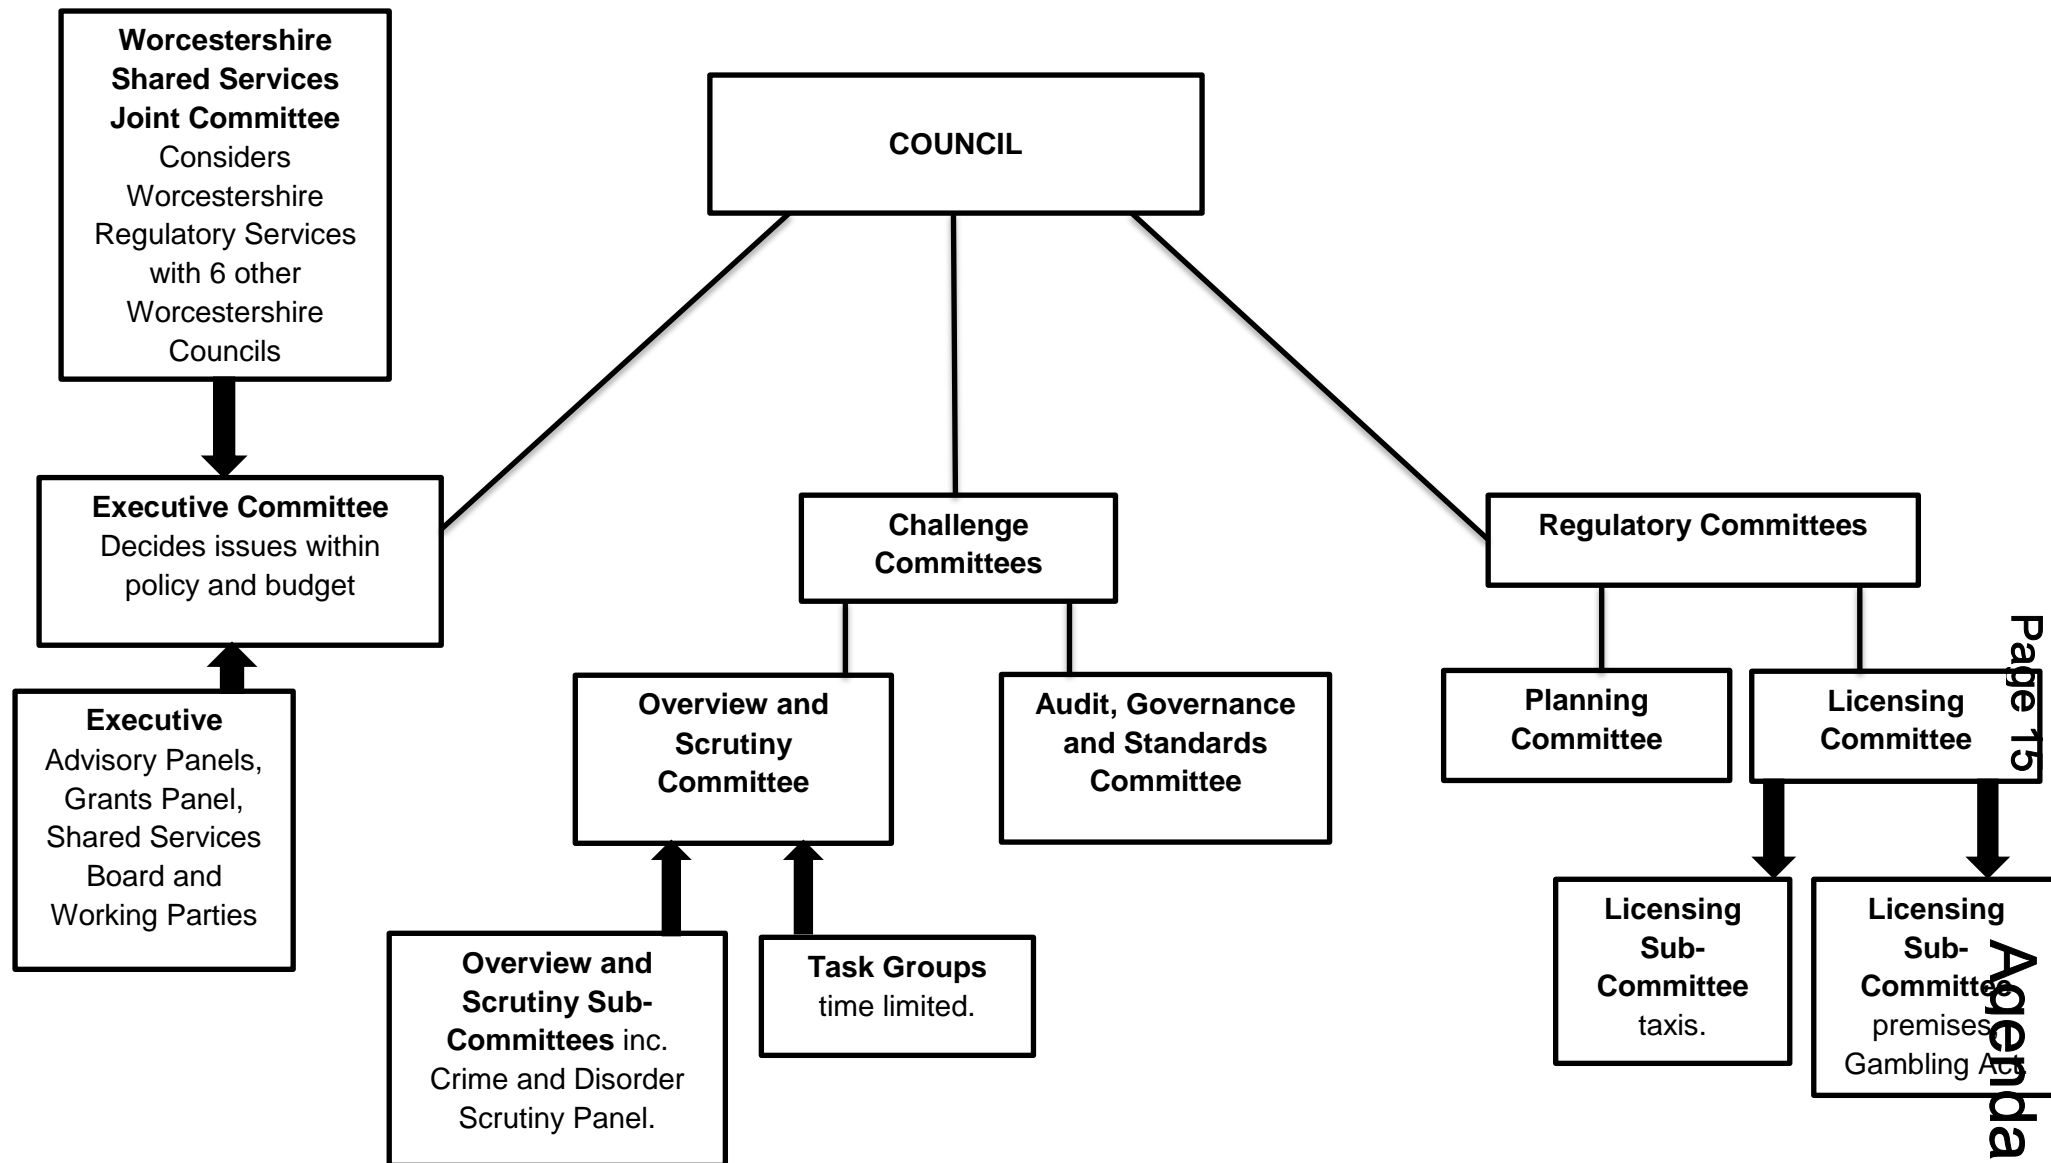 Worcestershire
Shared Services
Joint Committee
Considers
Worcestershire
Regulatory Services
with 6 other
Worcestershire
Councils
COUNCIL
Executive Committee
Decides issues within
policy and budget
Executive
Advisory Panels,
Grants Panel,
Shared Services
Board and
Working Parties
Challenge
Committees
Overview and
Scrutiny
Committee
Audit, Governance
and Standards
Committee
Overview and
Scrutiny Sub-
Committees inc.
Crime and Disorder
Scrutiny Panel.
Task Groups
time limited.
Regulatory Committees
Planning
Committee
Licensing
Committee
Licensing
Sub-
Committee
taxis.
Licensing
Sub-
Committee
premises,
Gambling Act.
Page 15
Agenda